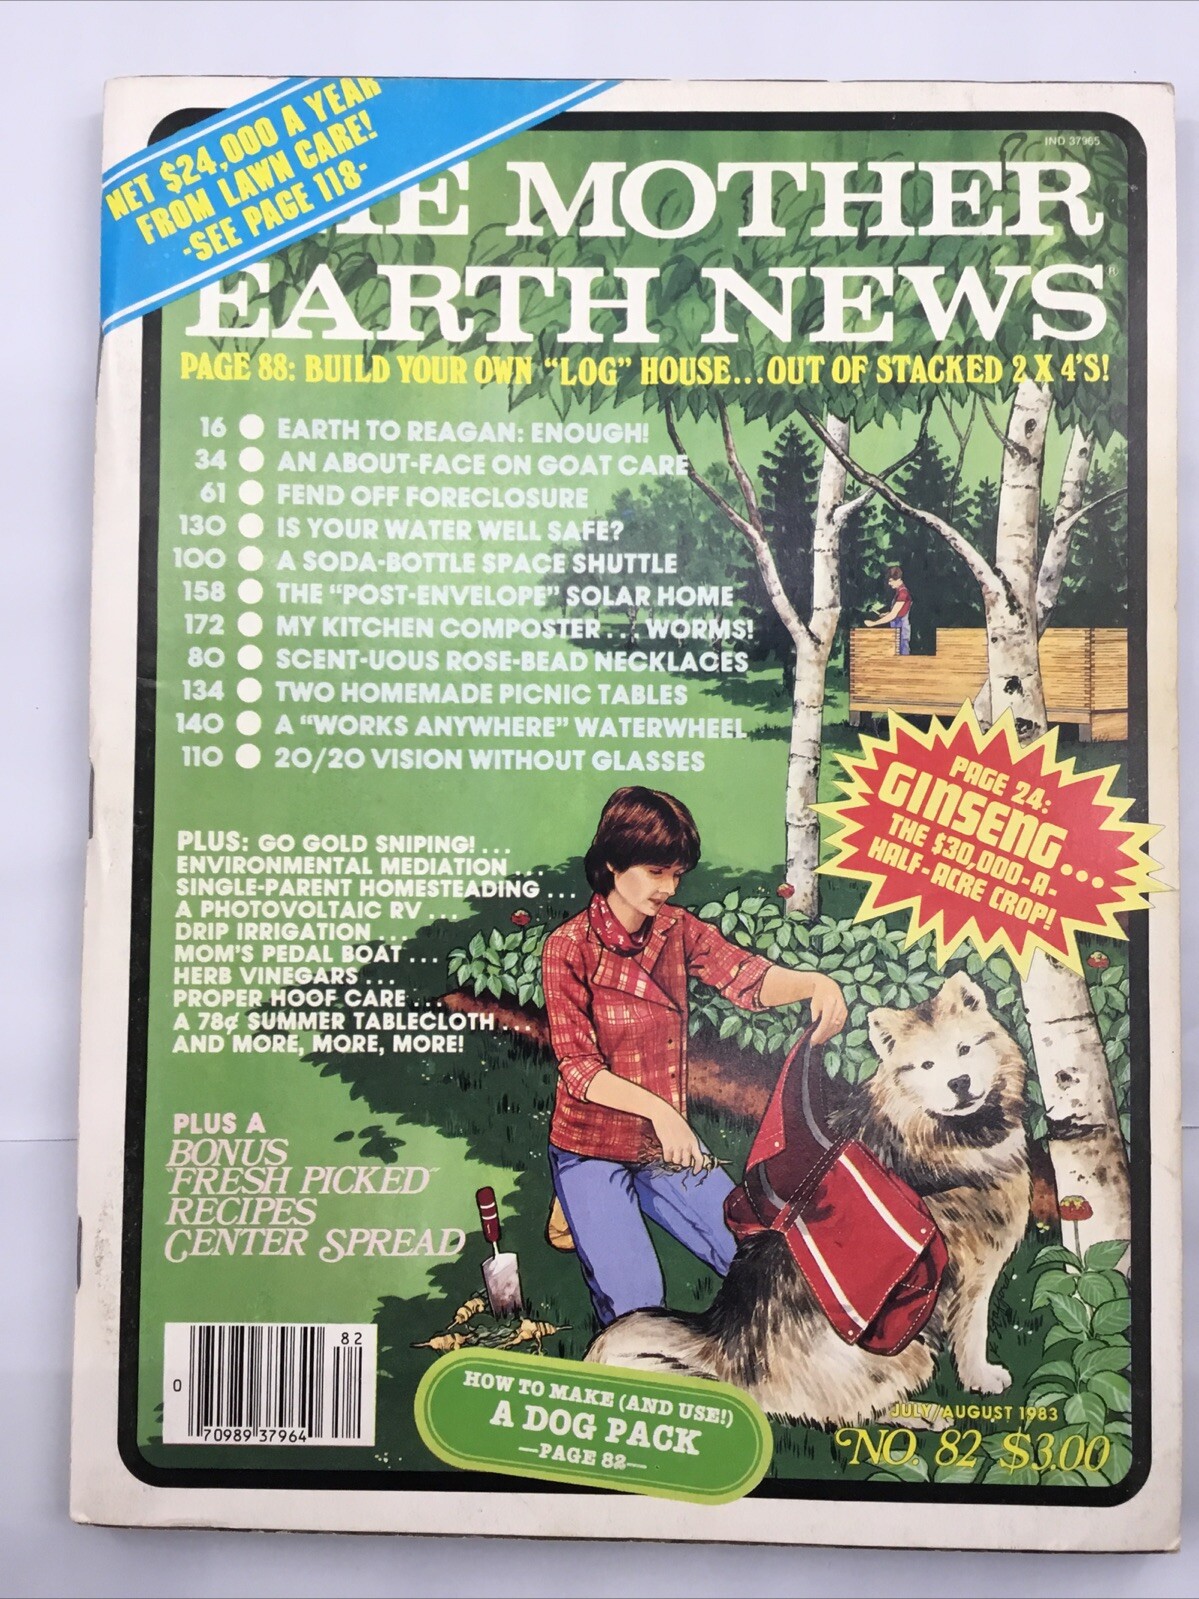 NET $24,000 A YEAR
FROM LAWN CARE!
-SEE PAGE 118-
IND 37965
THE MOTHER
EARTH NEWS®
PAGE 88: BUILD YOUR OWN "LOG" HOUSE...OUT OF STACKED 2 X 4'S!
16 ● EARTH TO REAGAN: ENOUGH!
34 ● AN ABOUT-FACE ON GOAT CARE
61 ● FEND OFF FORECLOSURE
130 ● IS YOUR WATER WELL SAFE?
100 ● A SODA-BOTTLE SPACE SHUTTLE
158 ● THE "POST-ENVELOPE" SOLAR HOME
172 ● MY KITCHEN COMPOSTER... WORMS!
80 ● SCENT-UOUS ROSE-BEAD NECKLACES
134 ● TWO HOMEMADE PICNIC TABLES
140 ● A "WORKS ANYWHERE" WATERWHEEL
110 ● 20/20 VISION WITHOUT GLASSES
PAGE 24:
GINSENG...
THE $30,000-A-
HALF-ACRE CROP!
PLUS: GO GOLD SNIPING! ...
ENVIRONMENTAL MEDIATION ...
SINGLE-PARENT HOMESTEADING ...
A PHOTOVOLTAIC RV ...
DRIP IRRIGATION ...
MOM'S PEDAL BOAT ...
HERB VINEGARS ...
PROPER HOOF CARE ...
A 78¢ SUMMER TABLECLOTH ...
AND MORE, MORE, MORE!
PLUS A
BONUS
"FRESH PICKED"
RECIPES
CENTER SPREAD
82
0
70989 37964
HOW TO MAKE (AND USE!)
A DOG PACK
—PAGE 82—
JULY/AUGUST 1983
NO. 82 $3.00